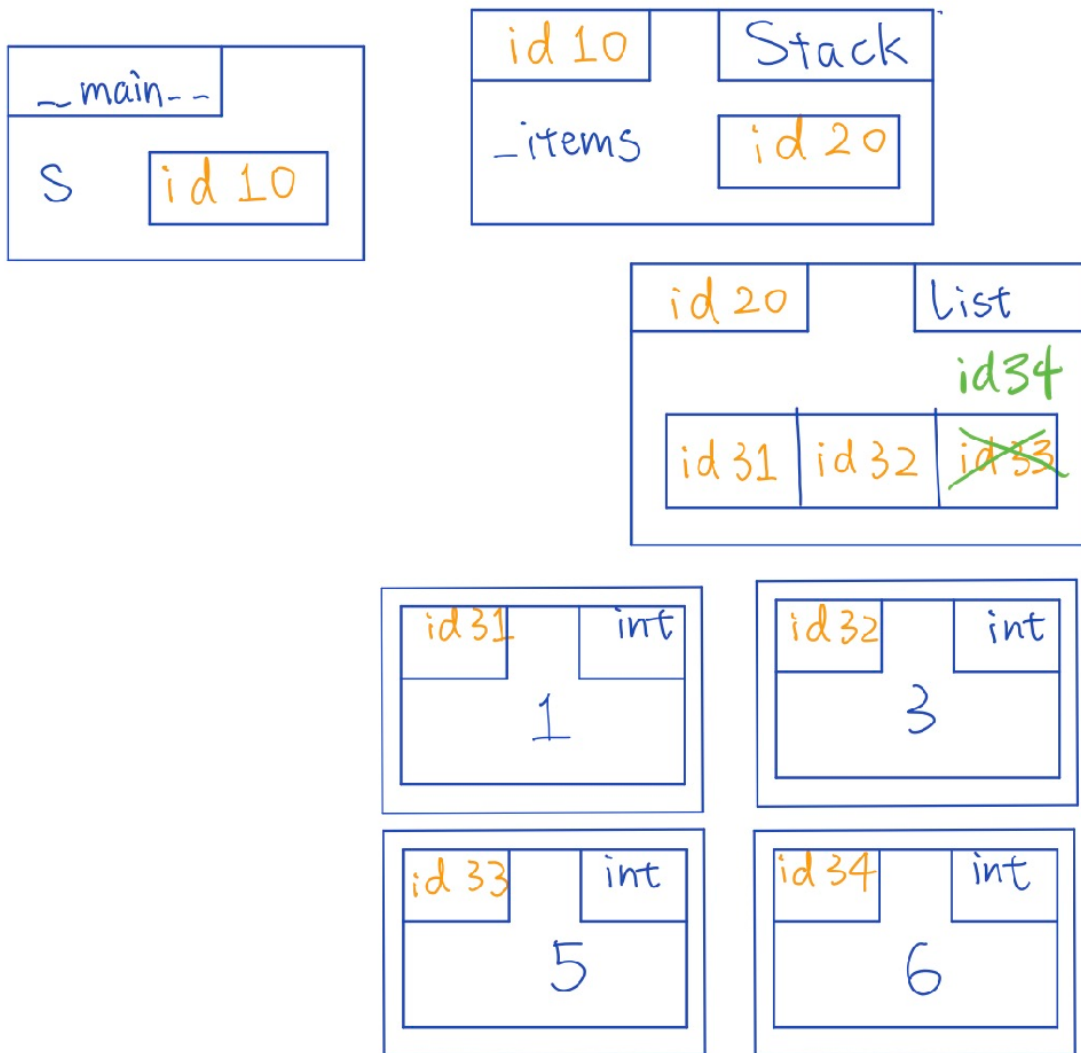 __main__
s id10
id10 Stack
_items id20
id20 list
id34
id31 id32 id33
id31 int
1
id32 int
3
id33 int
5
id34 int
6